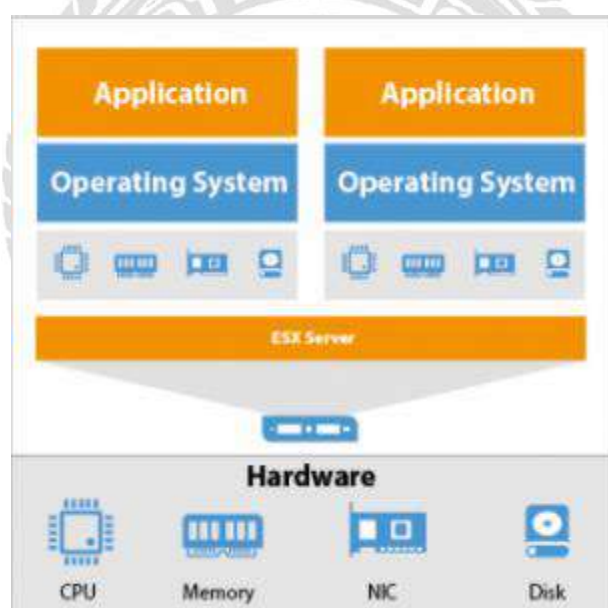 Application Application
Operating System Operating System
ESX Server
Hardware
CPU Memory NIC Disk